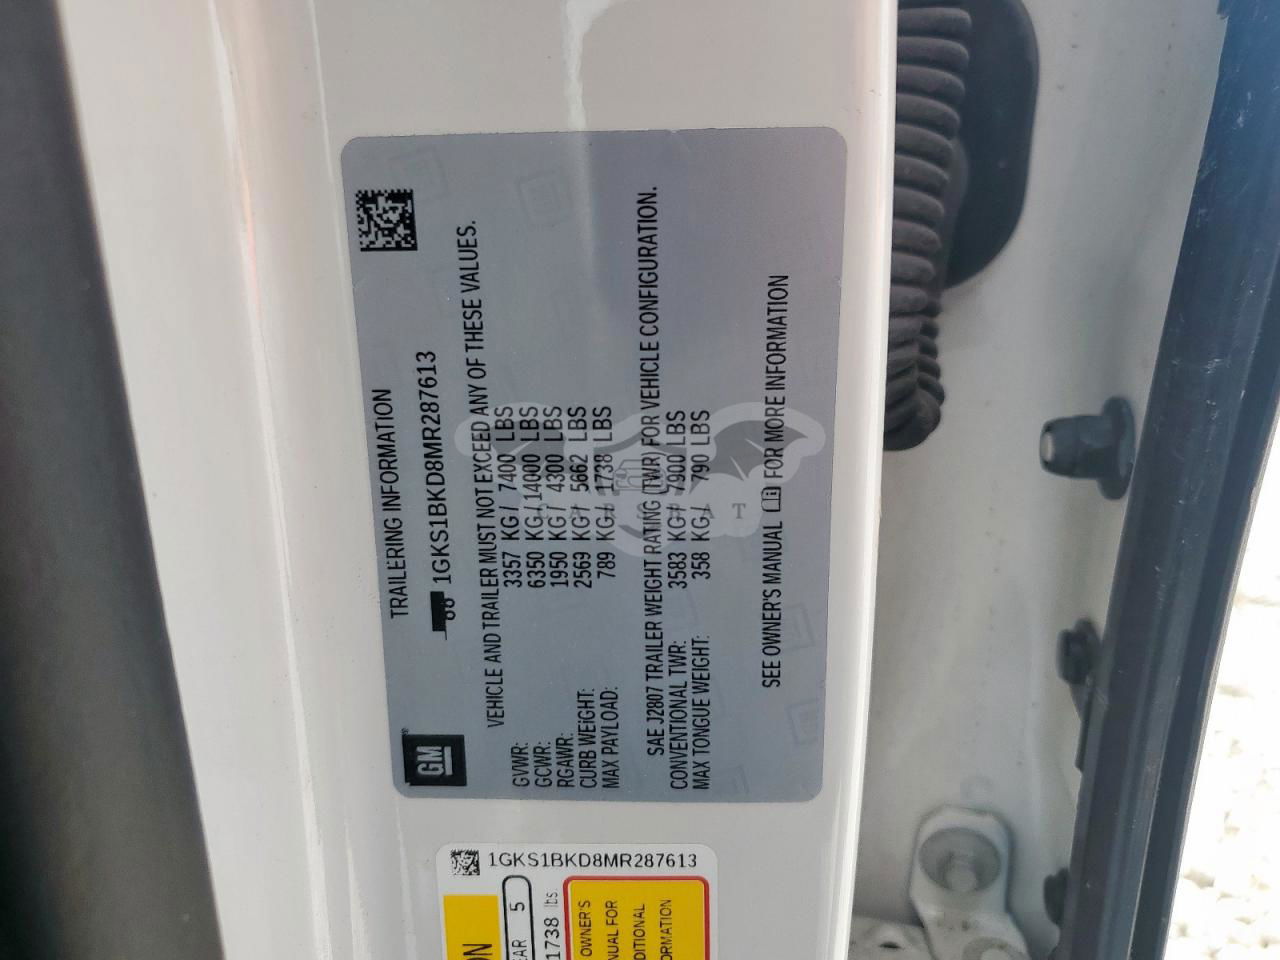 TRAILERING INFORMATION
1GKS1BKD8MR287613
VEHICLE AND TRAILER MUST NOT EXCEED ANY OF THESE VALUES.
GVWR: 3357 KG/ 7400 LBS
GCWR: 6350 KG/14000 LBS
RGAWR: 1950 KG/ 4300 LBS
CURB WEIGHT: 2569 KG/ 5662 LBS
MAX PAYLOAD: 789 KG/ 1738 LBS
SAE J2807 TRAILER WEIGHT RATING (TWR) FOR VEHICLE CONFIGURATION.
CONVENTIONAL TWR: 3583 KG/ 7900 LBS
MAX TONGUE WEIGHT: 358 KG/ 790 LBS
SEE OWNER'S MANUAL FOR MORE INFORMATION
GM
1GKS1BKD8MR287613
ON
EAR 5
1738 lbs
OWNER'S
NUAL FOR
DITIONAL
ORMATION